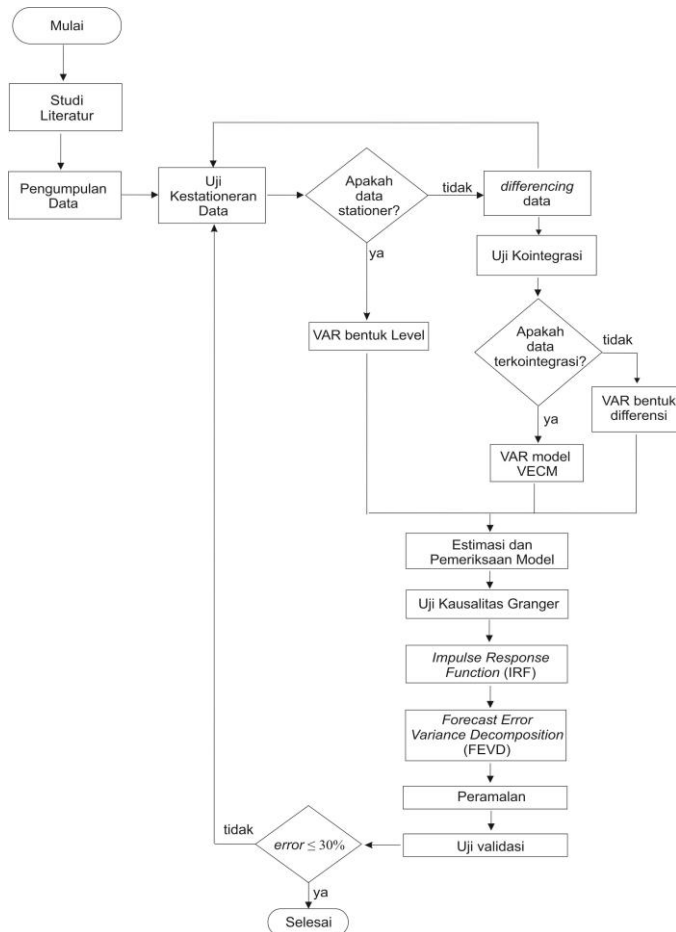 Mulai
Studi
Literatur
Pengumpulan
Data
Uji
Kestationeran
Data
Apakah
data
stationer?
tidak
differencing
data
ya
Uji Kointegrasi
VAR bentuk Level
Apakah
data
terkointegrasi?
tidak
VAR bentuk
differensi
ya
VAR model
VECM
Estimasi dan
Pemeriksaan Model
Uji Kausalitas Granger
Impulse Response
Function (IRF)
Forecast Error
Variance Decomposition
(FEVD)
Peramalan
Uji validasi
error ≤ 30%
tidak
ya
Selesai